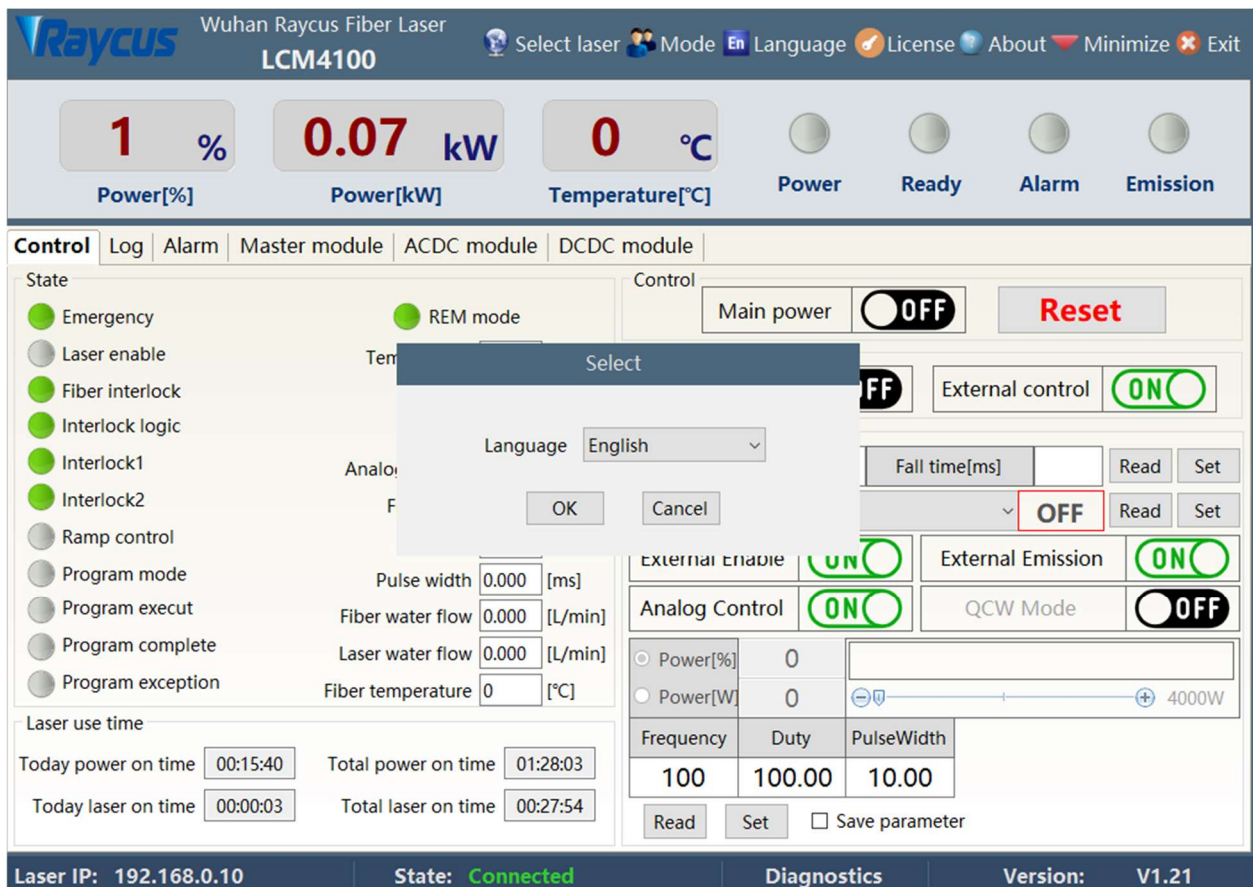 Raycus
Wuhan Raycus Fiber Laser
LCM4100
Select laser Mode En Language License About Minimize Exit
1 % 0.07 kW 0 ℃
Power[%] Power[kW] Temperature[℃] Power Ready Alarm Emission
Control Log Alarm Master module ACDC module DCDC module
State
Emergency
REM mode
Laser enable
Fiber interlock
Interlock logic
Interlock1
Interlock2
Ramp control
Program mode
Program execut
Program complete
Program exception
Pulse width 0.000 [ms]
Fiber water flow 0.000 [L/min]
Laser water flow 0.000 [L/min]
Fiber temperature 0 [℃]
Laser use time
Today power on time 00:15:40 Total power on time 01:28:03
Today laser on time 00:00:03 Total laser on time 00:27:54
Select
Language English
OK Cancel
Control
Main power OFF Reset
External control ON
Fall time[ms] Read Set
OFF Read Set
External Enable ON External Emission ON
Analog Control ON QCW Mode OFF
Power[%] 0
Power[W] 0 4000W
Frequency Duty PulseWidth
100 100.00 10.00
Read Set Save parameter
Laser IP: 192.168.0.10 State: Connected Diagnostics Version: V1.21